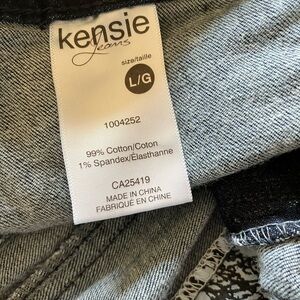 kensie
jeans
size/taille
L/G
1004252
99% Cotton/Coton
1% Spandex/Elasthanne
CA25419
MADE IN CHINA
FABRIQUÉ EN CHINE